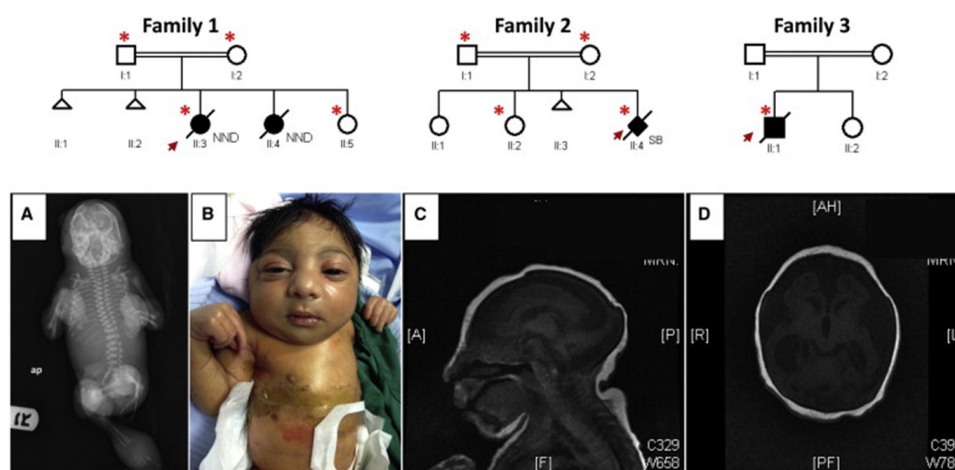 Family 1
Family 2
Family 3
* *
* *
I:1 I:2
I:1 I:2
I:1 I:2
* *
* *
*
II:1 II:2 II:3 NND II:4 NND II:5
II:1 II:2 II:3 II:4 SB
II:1 II:2
A
B
C
D
ap
[A]
[P]
[F]
C329
W658
[AH]
[R]
[L
[PF]
C39
W78